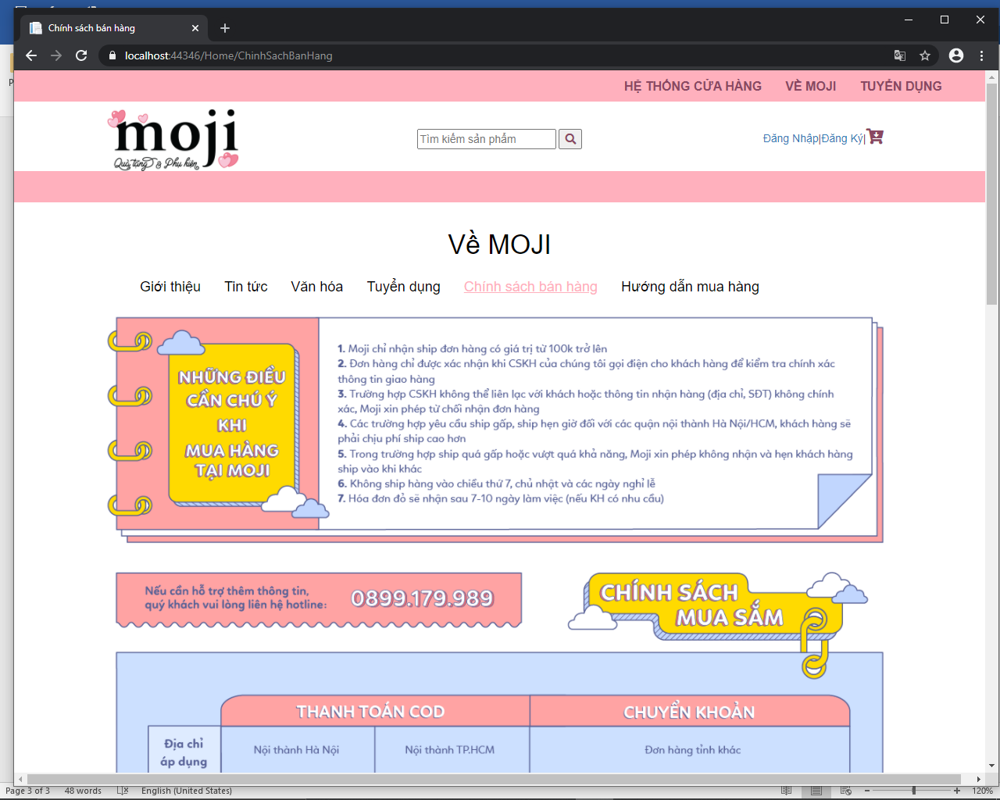 Chính sách bán hàng
localhost:44346/Home/ChinhSachBanHang
P
HỆ THỐNG CỬA HÀNG VỀ MOJI TUYỂN DỤNG
moji
Quà tặng & Phụ kiện
Tìm kiếm sản phẩm
Đăng Nhập|Đăng Ký|
Về MOJI
Giới thiệu Tin tức Văn hóa Tuyển dụng Chính sách bán hàng Hướng dẫn mua hàng
NHỮNG ĐIỀU
CẦN CHÚ Ý
KHI
MUA HÀNG
TẠI MOJI
1. Moji chỉ nhận ship đơn hàng có giá trị từ 100k trở lên
2. Đơn hàng chỉ được xác nhận khi CSKH của chúng tôi gọi điện cho khách hàng để kiểm tra chính xác
thông tin giao hàng
3. Trường hợp CSKH không thể liên lạc với khách hoặc thông tin nhận hàng (địa chỉ, SĐT) không chính
xác, Moji xin phép từ chối nhận đơn hàng
4. Các trường hợp yêu cầu ship gấp, ship hẹn giờ đối với các quận nội thành Hà Nội/HCM, khách hàng sẽ
phải chịu phí ship cao hơn
5. Trong trường hợp ship quá gấp hoặc vượt quá khả năng, Moji xin phép không nhận và hẹn khách hàng
ship vào khi khác
6. Không ship hàng vào chiều thứ 7, chủ nhật và các ngày nghỉ lễ
7. Hóa đơn đỏ sẽ nhận sau 7-10 ngày làm việc (nếu KH có nhu cầu)
Nếu cần hỗ trợ thêm thông tin,
quý khách vui lòng liên hệ hotline: 0899.179.989
CHÍNH SÁCH
MUA SẮM
THANH TOÁN COD CHUYỂN KHOẢN
Địa chỉ
áp dụng
Nội thành Hà Nội Nội thành TP.HCM Đơn hàng tỉnh khác
Page 3 of 3 48 words English (United States) 120%